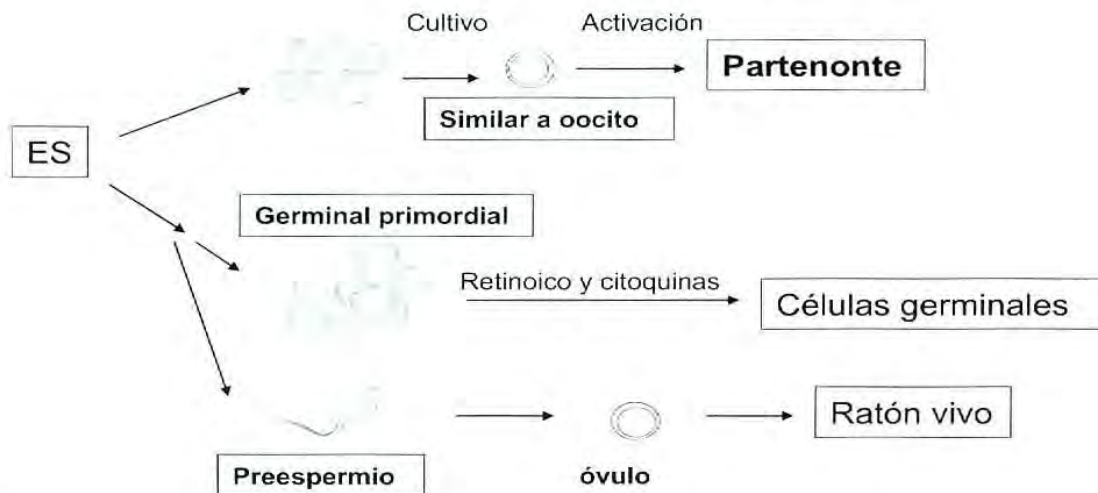 Cultivo
Activación
Partenonte
Similar a oocito
ES
Germinal primordial
Retinoico y citoquinas
Células germinales
Ratón vivo
Preespermio
óvulo